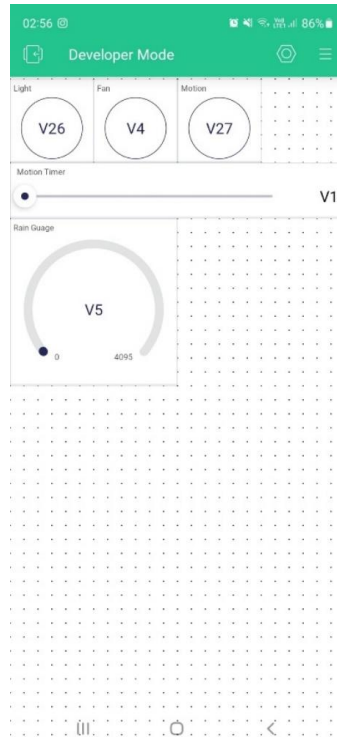 02:56 86%
Developer Mode
Light Fan Motion
V26 V4 V27
Motion Timer
V1
Rain Guage
V5
0 4095